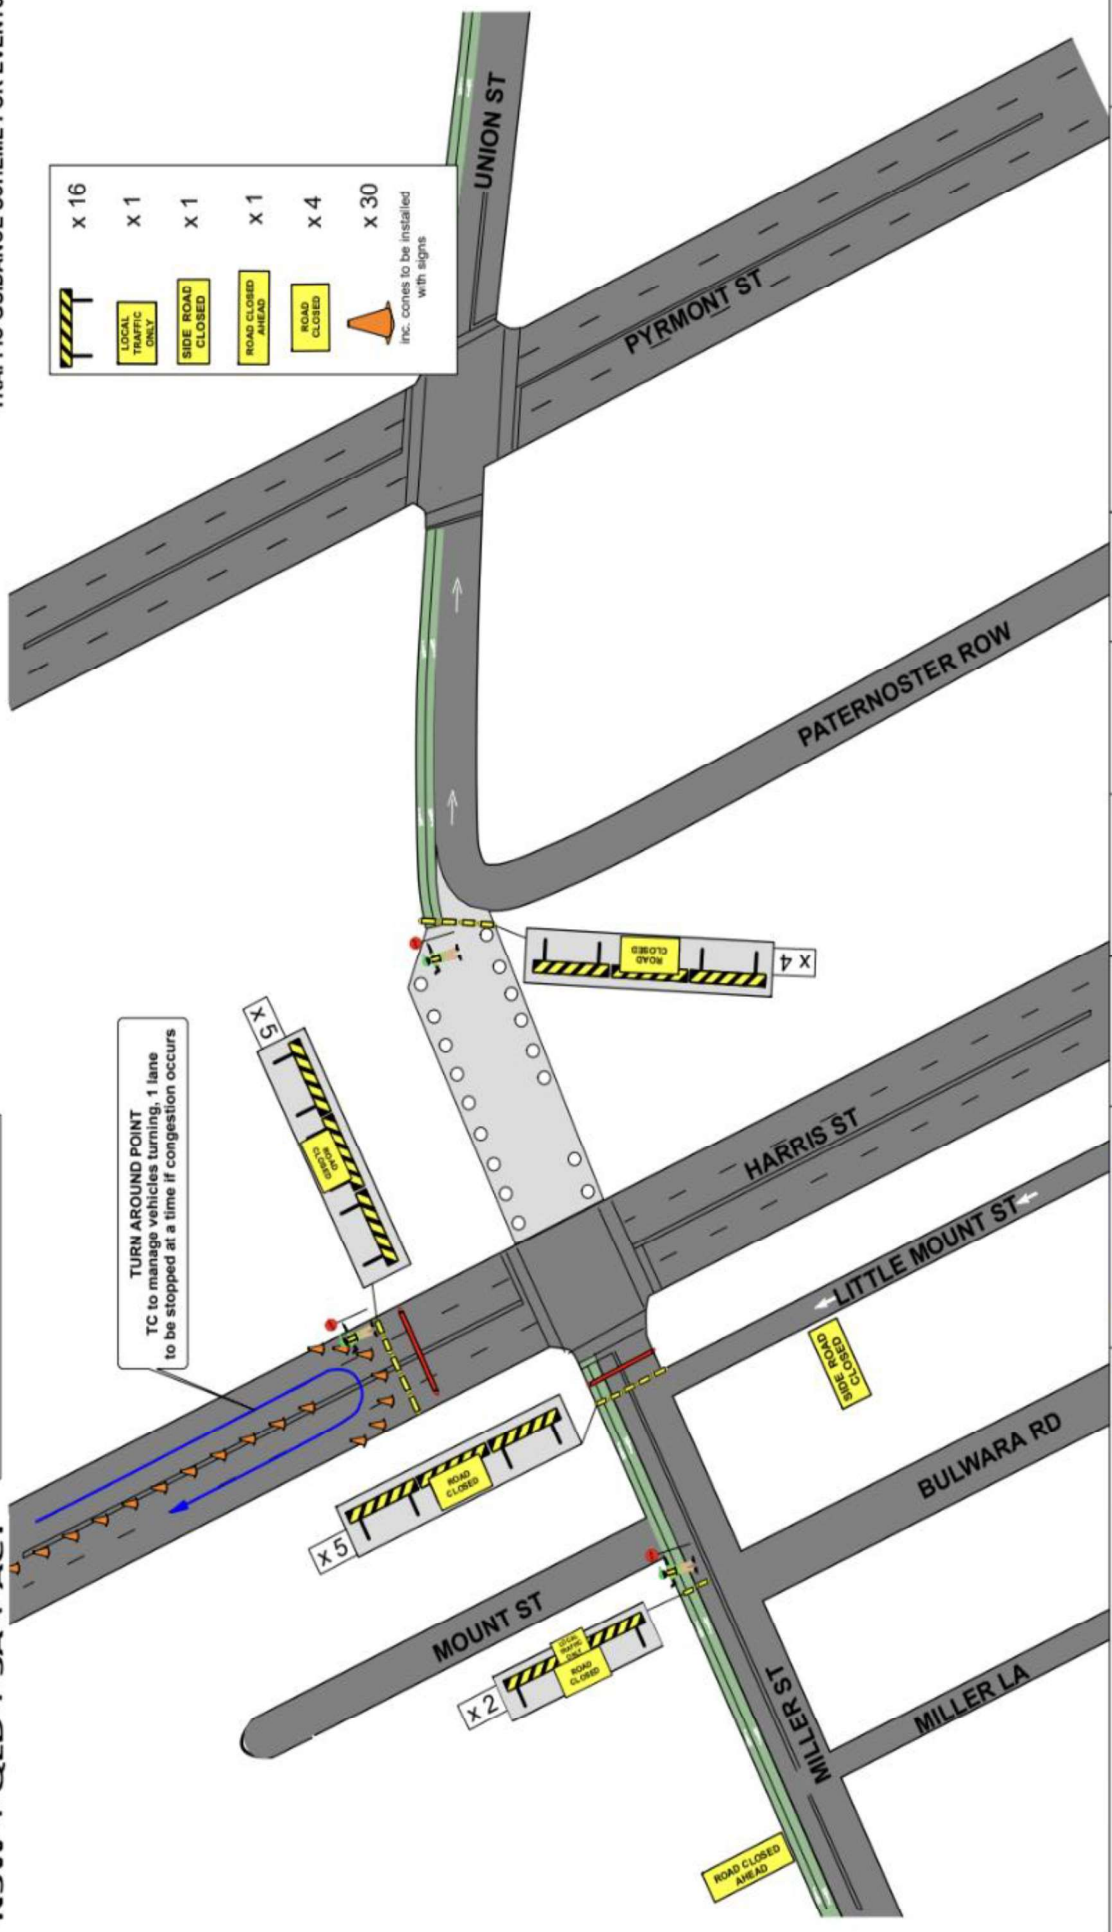 x 16
LOCAL
TRAFFIC
ONLY
x 1
SIDE ROAD
CLOSED
x 1
ROAD CLOSED
AHEAD
x 1
ROAD
CLOSED
x 4
x 30
inc. cones to be installed
with signs
UNION ST
PYRMONT ST
PATERNOSTER ROW
TURN AROUND POINT
TC to manage vehicles turning, 1 lane
to be stopped at a time if congestion occurs
x 5
ROAD
CLOSED
ROAD
CLOSED
x 4
HARRIS ST
LITTLE MOUNT ST
SIDE ROAD
CLOSED
x 5
ROAD
CLOSED
BULWARA RD
MOUNT ST
x 2
LOCAL
TRAFFIC
ONLY
ROAD
CLOSED
MILLER ST
MILLER LA
ROAD CLOSED
AHEAD